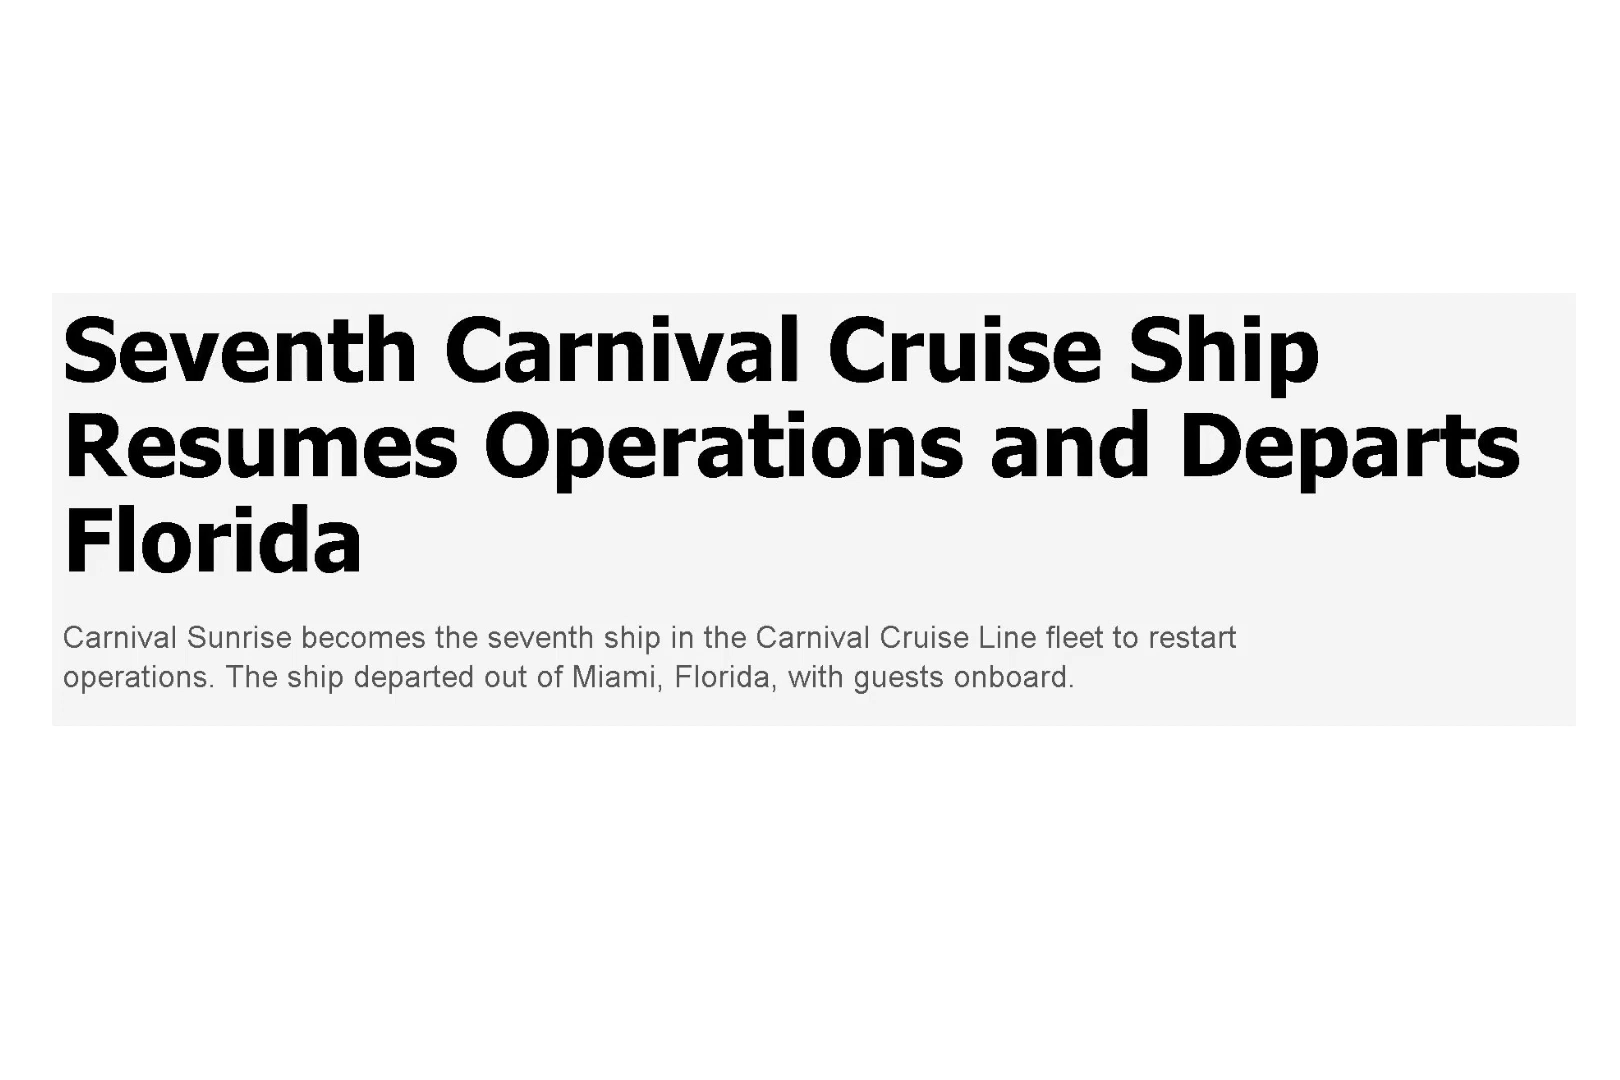 Seventh Carnival Cruise Ship
Resumes Operations and Departs
Florida
Carnival Sunrise becomes the seventh ship in the Carnival Cruise Line fleet to restart
operations. The ship departed out of Miami, Florida, with guests onboard.